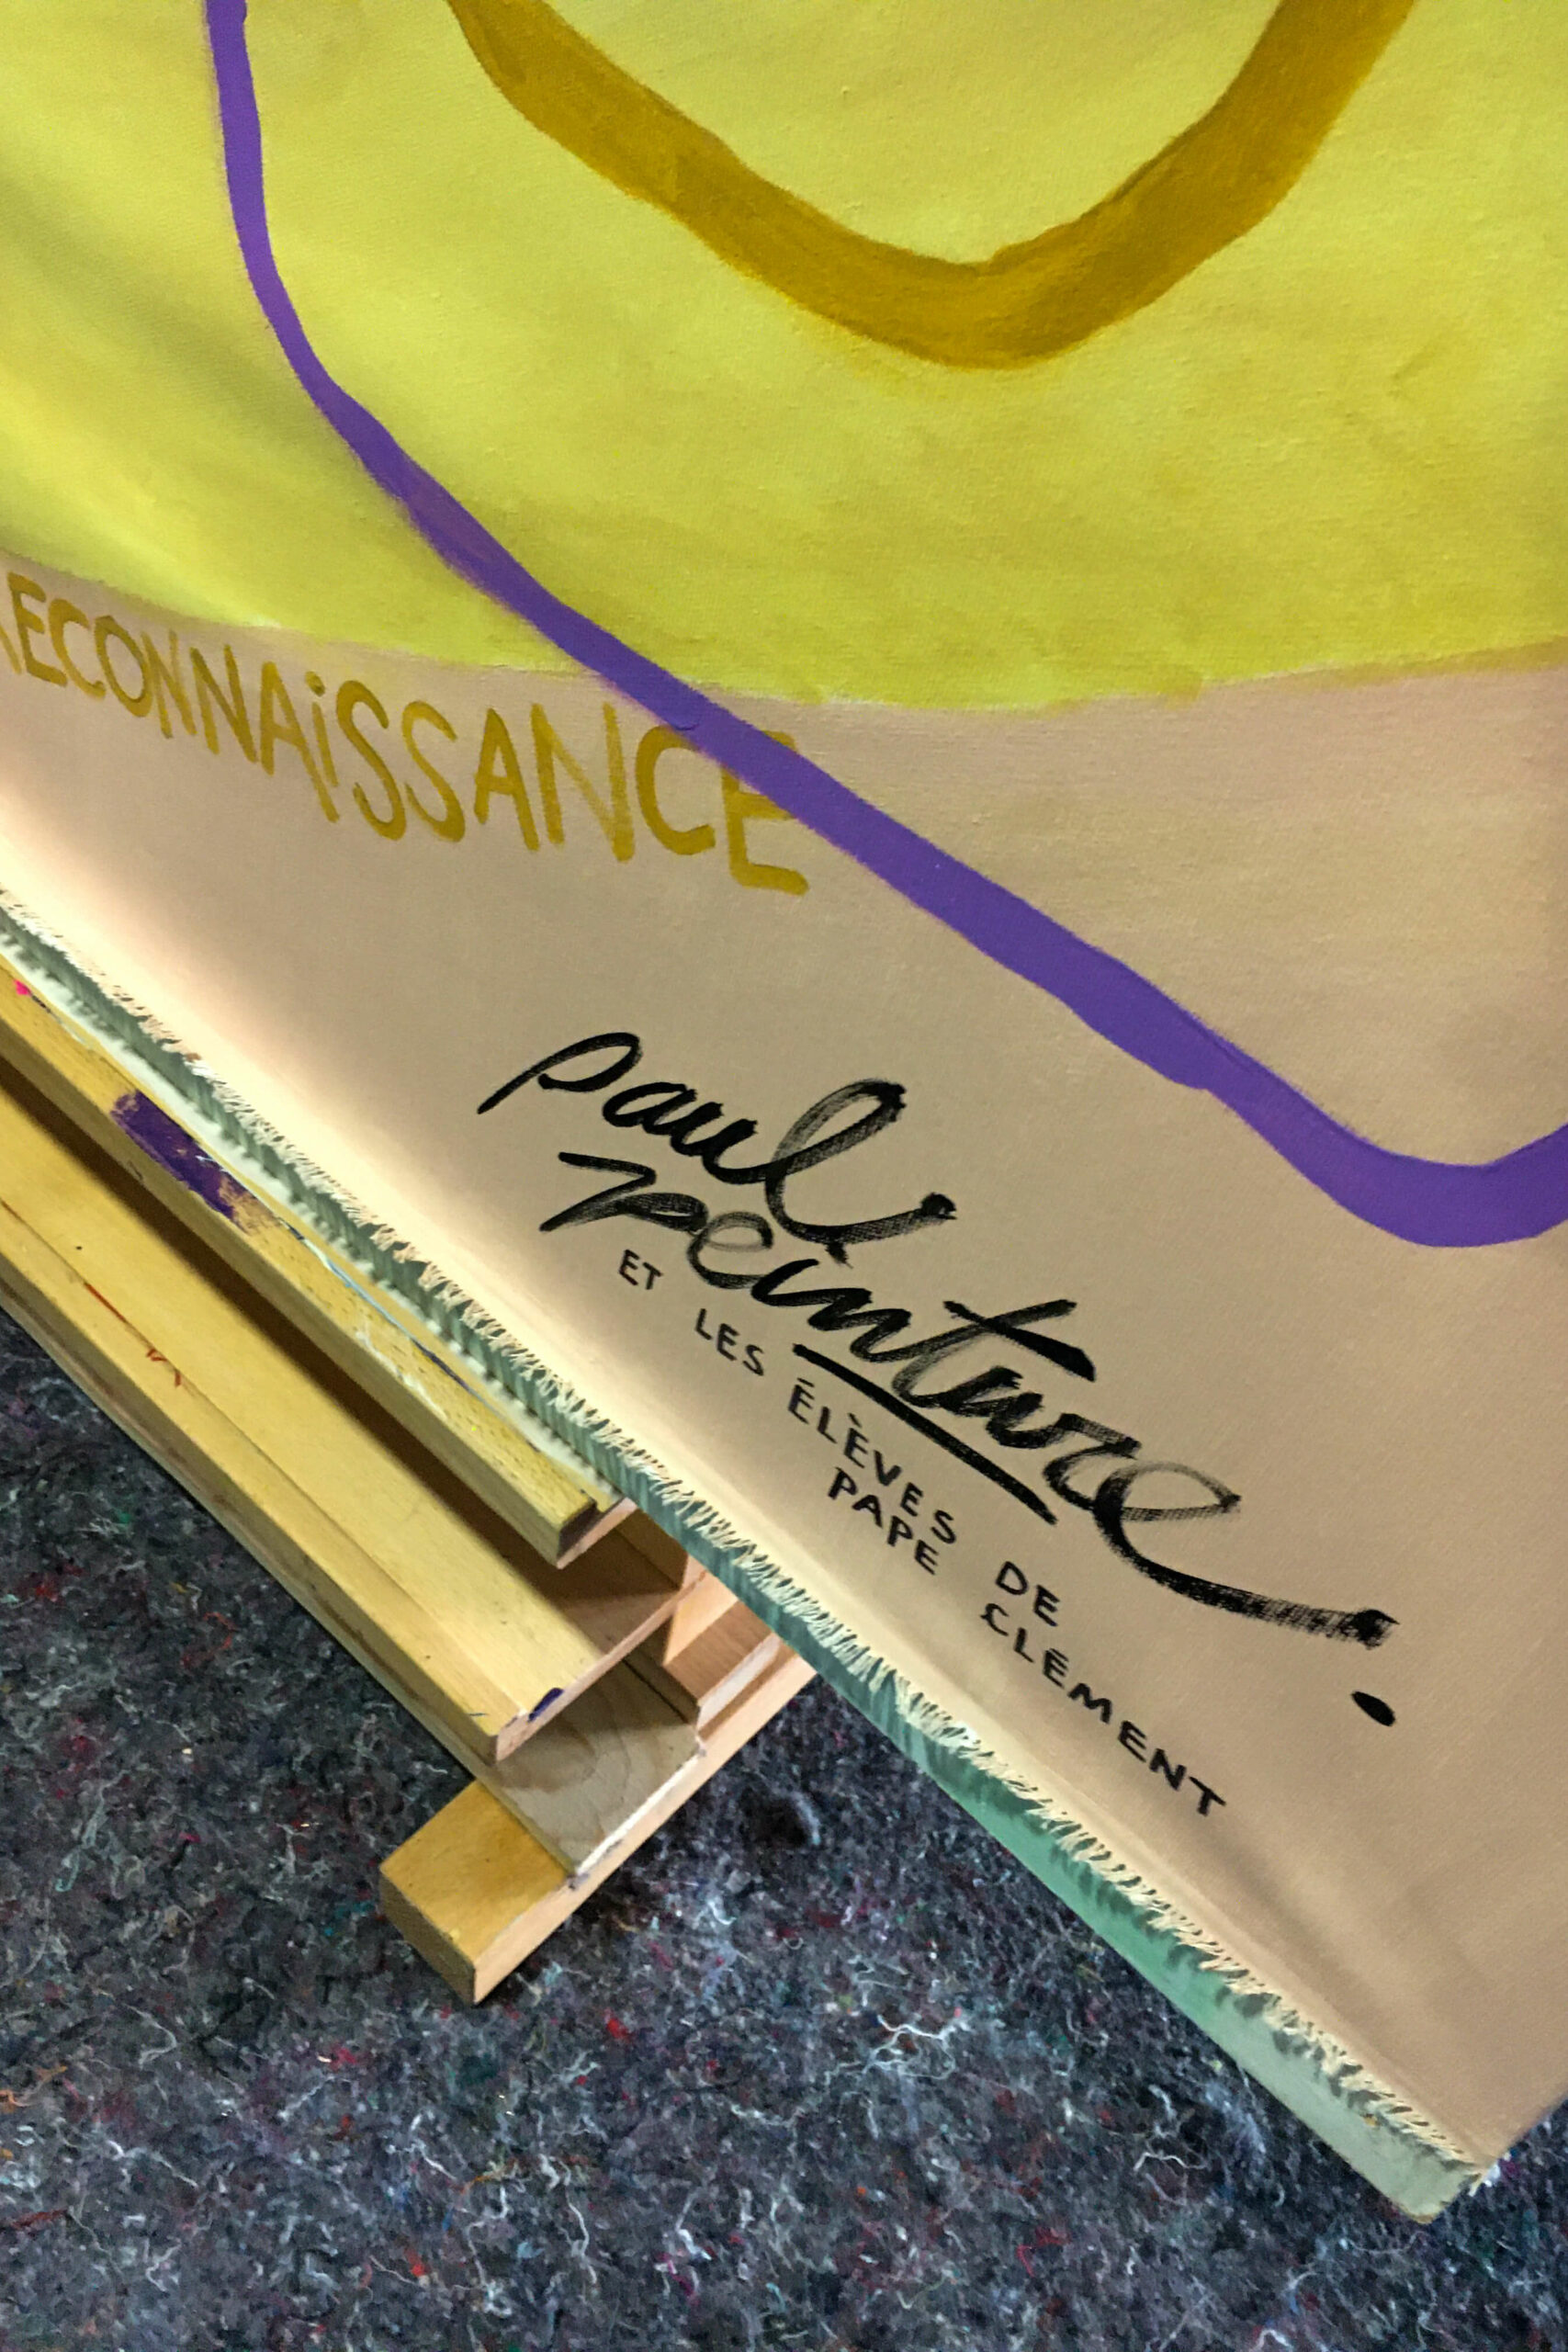 RECONNAiSSANCE
paul
peinture
ET LES ÉLÈVES DE
PAPE CLÉMENT